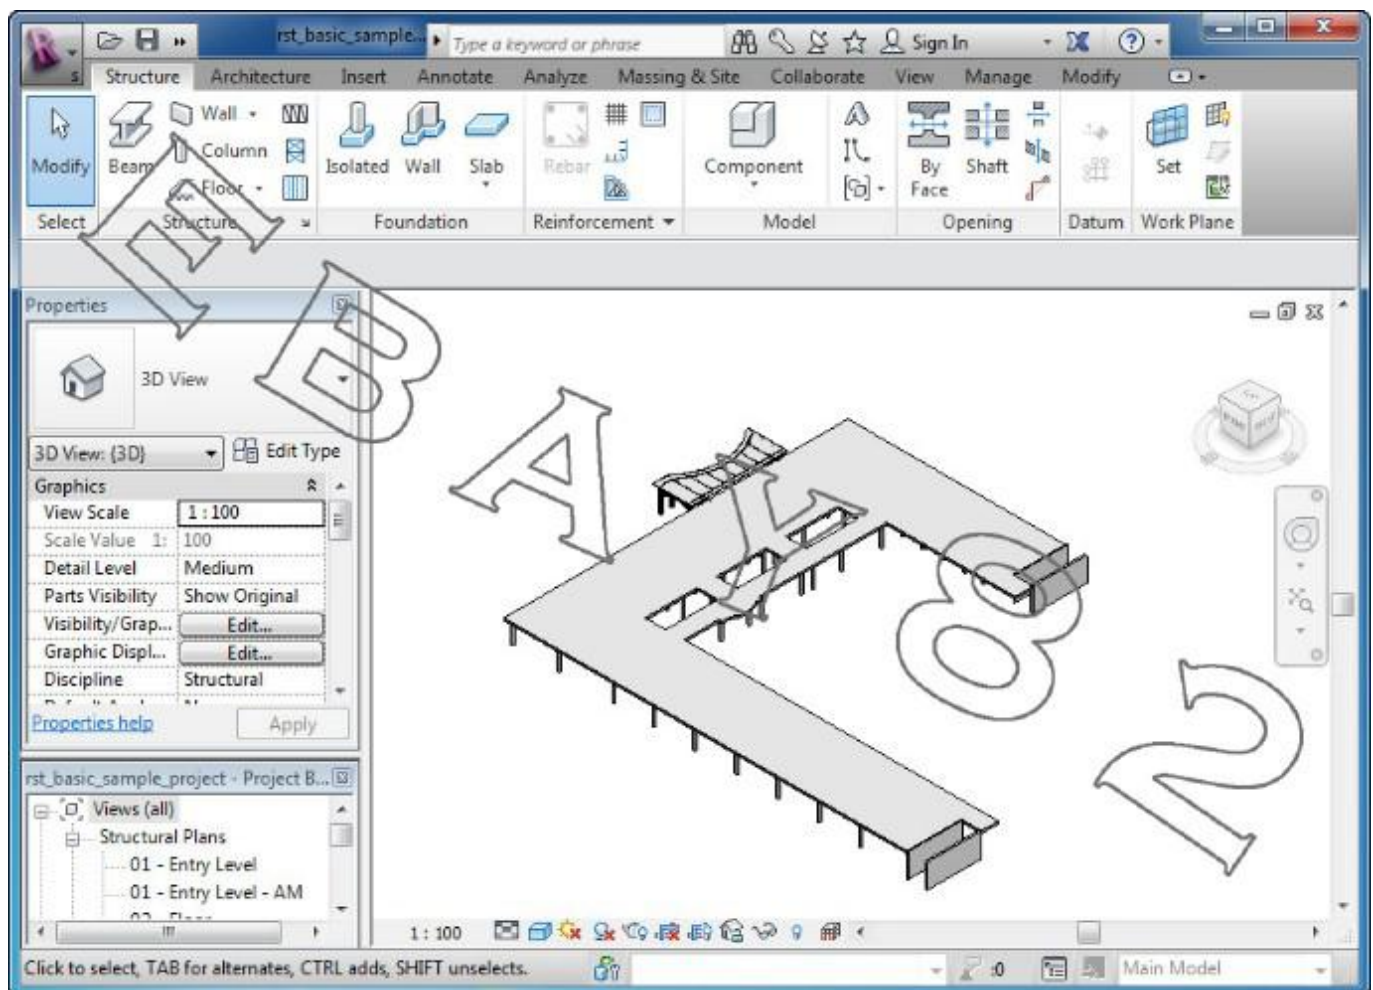 rst_basic_sample... Type a keyword or phrase Sign In
Structure Architecture Insert Annotate Analyze Massing & Site Collaborate View Manage Modify
Modify Beam Wall Column Floor Isolated Wall Slab Rebar Component By Face Shaft Set
Select Structure Foundation Reinforcement Model Opening Datum Work Plane
Properties
3D View
3D View: {3D} Edit Type
Graphics
View Scale 1 : 100
Scale Value 1: 100
Detail Level Medium
Parts Visibility Show Original
Visibility/Grap... Edit...
Graphic Displ... Edit...
Discipline Structural
Properties help Apply
rst_basic_sample_project - Project B...
Views (all)
Structural Plans
01 - Entry Level
01 - Entry Level - AM
1 : 100
Click to select, TAB for alternates, CTRL adds, SHIFT unselects. :0 Main Model